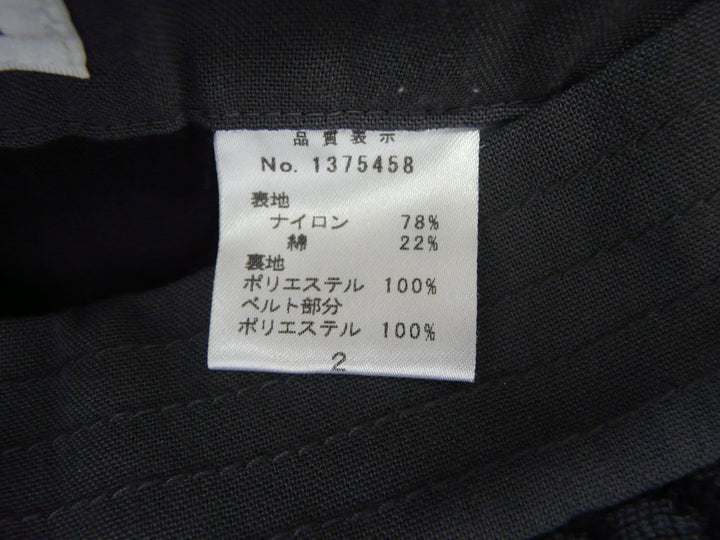 品質表示
No. 1375458
表地
ナイロン 78%
綿 22%
裏地
ポリエステル 100%
ベルト部分
ポリエステル 100%
2